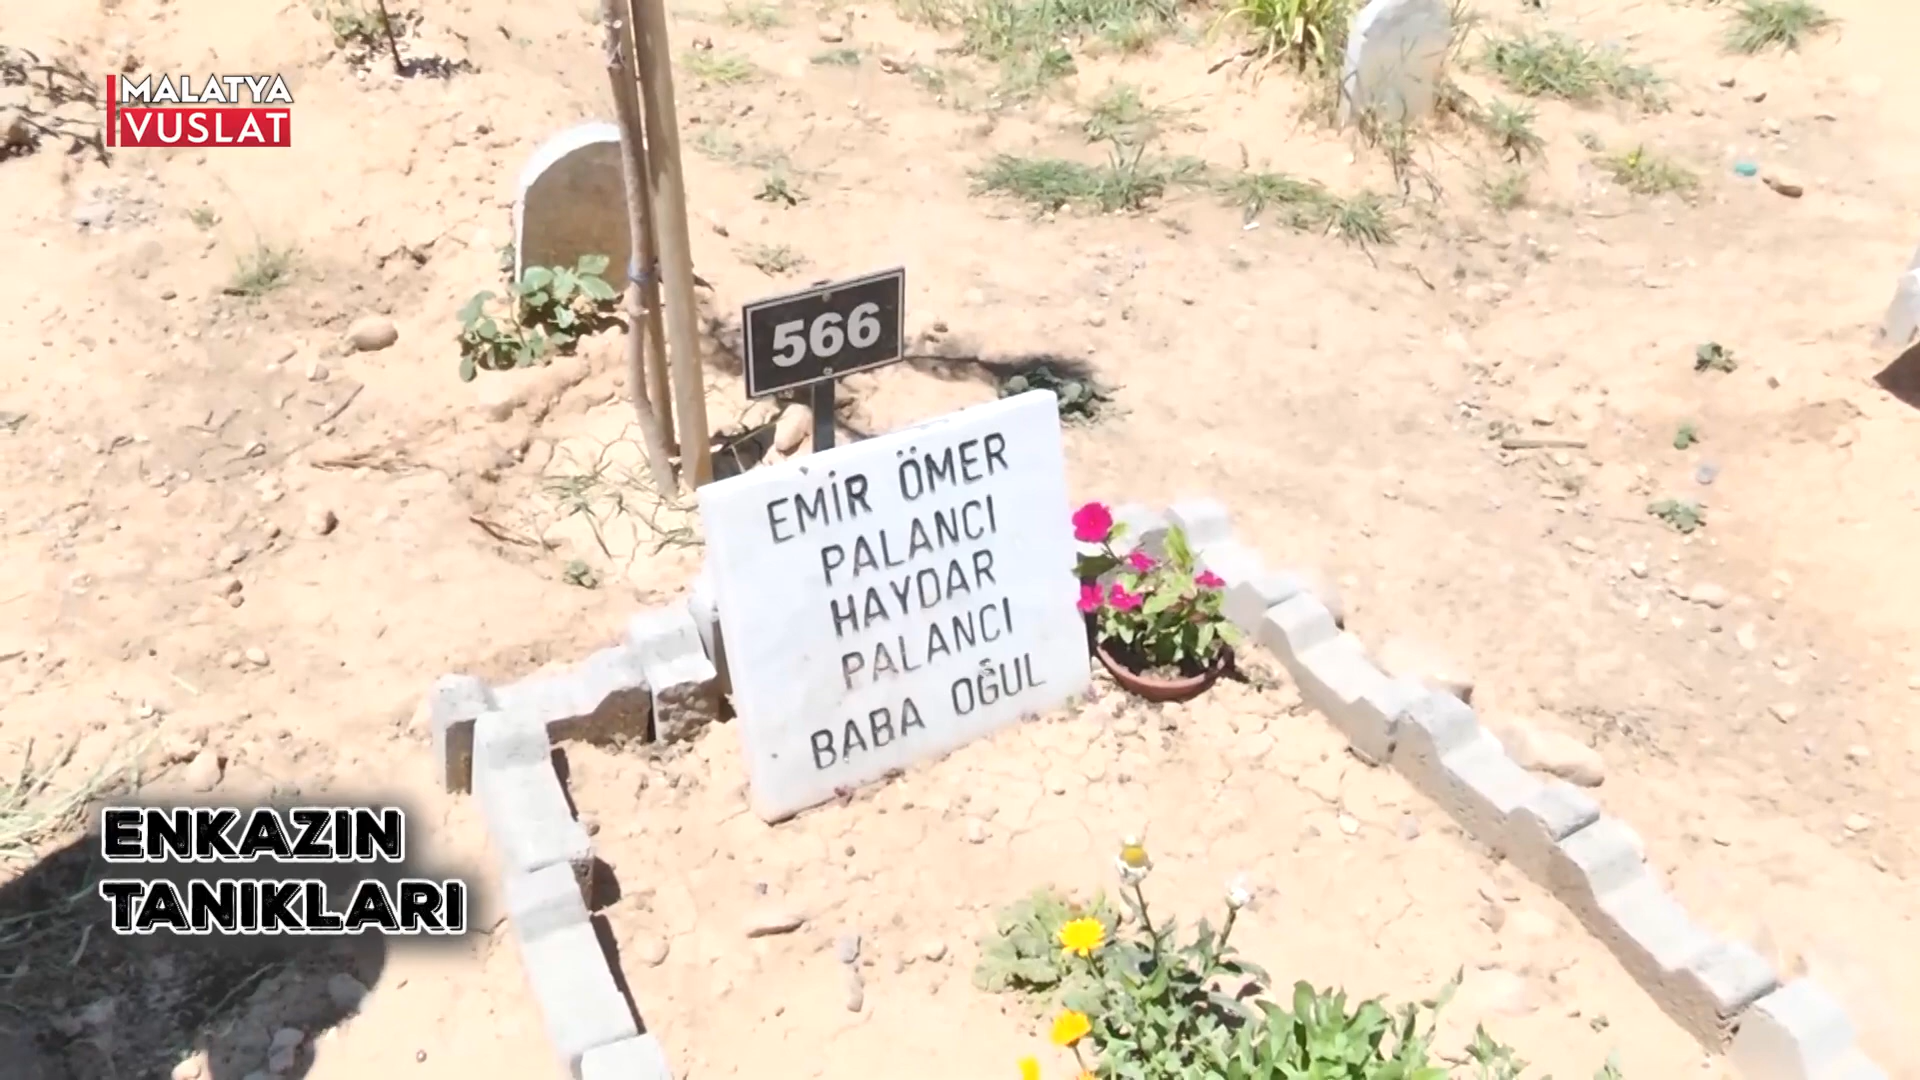 MALATYA
VUSLAT
566
EMİR ÖMER
PALANCI
HAYDAR
PALANCI
BABA OĞUL
ENKAZIN
TANIKLARI